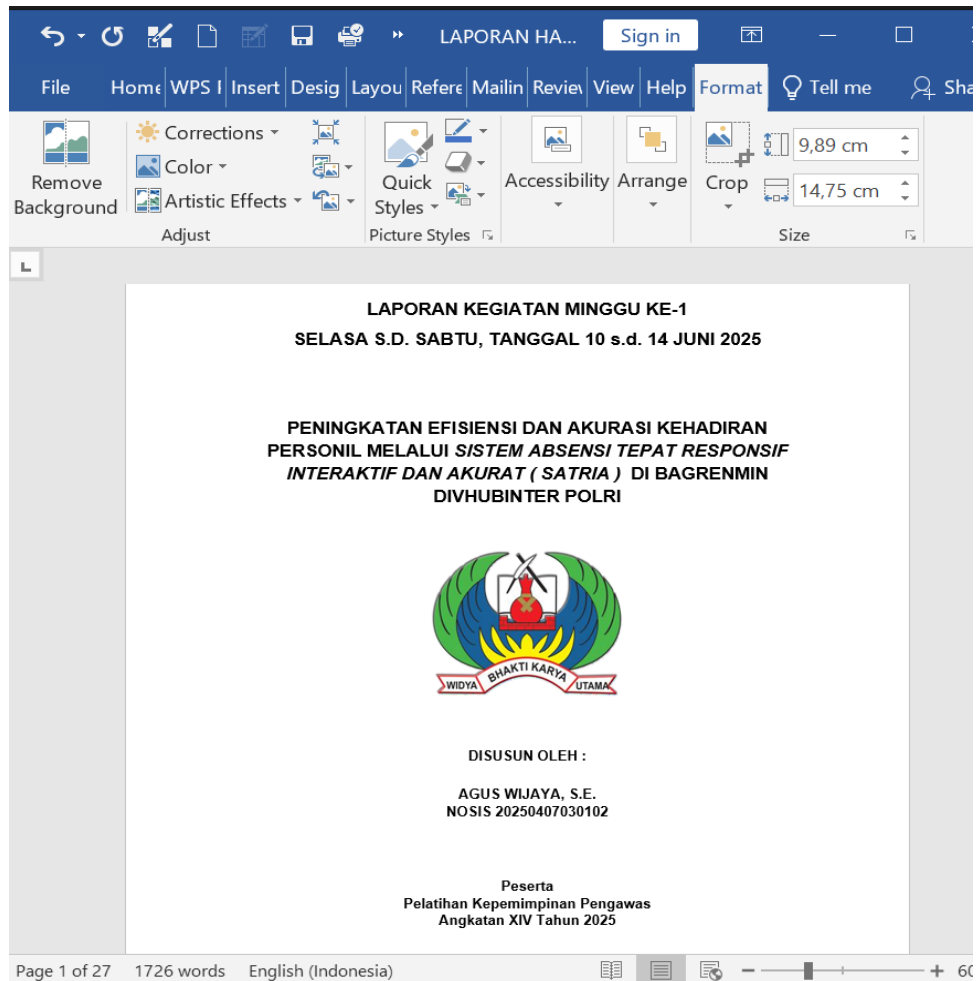 LAPORAN HA...
Sign in
File
Home
WPS
Insert
Desig
Layou
Refere
Mailin
Review
View
Help
Format
Tell me
Sha
Remove Background
Corrections
Color
Artistic Effects
Adjust
Quick Styles
Picture Styles
Accessibility
Arrange
Crop
9,89 cm
14,75 cm
Size
LAPORAN KEGIATAN MINGGU KE-1
SELASA S.D. SABTU, TANGGAL 10 s.d. 14 JUNI 2025
PENINGKATAN EFISIENSI DAN AKURASI KEHADIRAN
PERSONIL MELALUI SISTEM ABSENSI TEPAT RESPONSIF
INTERAKTIF DAN AKURAT ( SATRIA ) DI BAGRENMIN
DIVHUBINTER POLRI
WIDYA BHAKTI KARYA UTAMA
DISUSUN OLEH :
AGUS WIJAYA, S.E.
NOSIS 20250407030102
Peserta
Pelatihan Kepemimpinan Pengawas
Angkatan XIV Tahun 2025
Page 1 of 27 1726 words English (Indonesia)
60